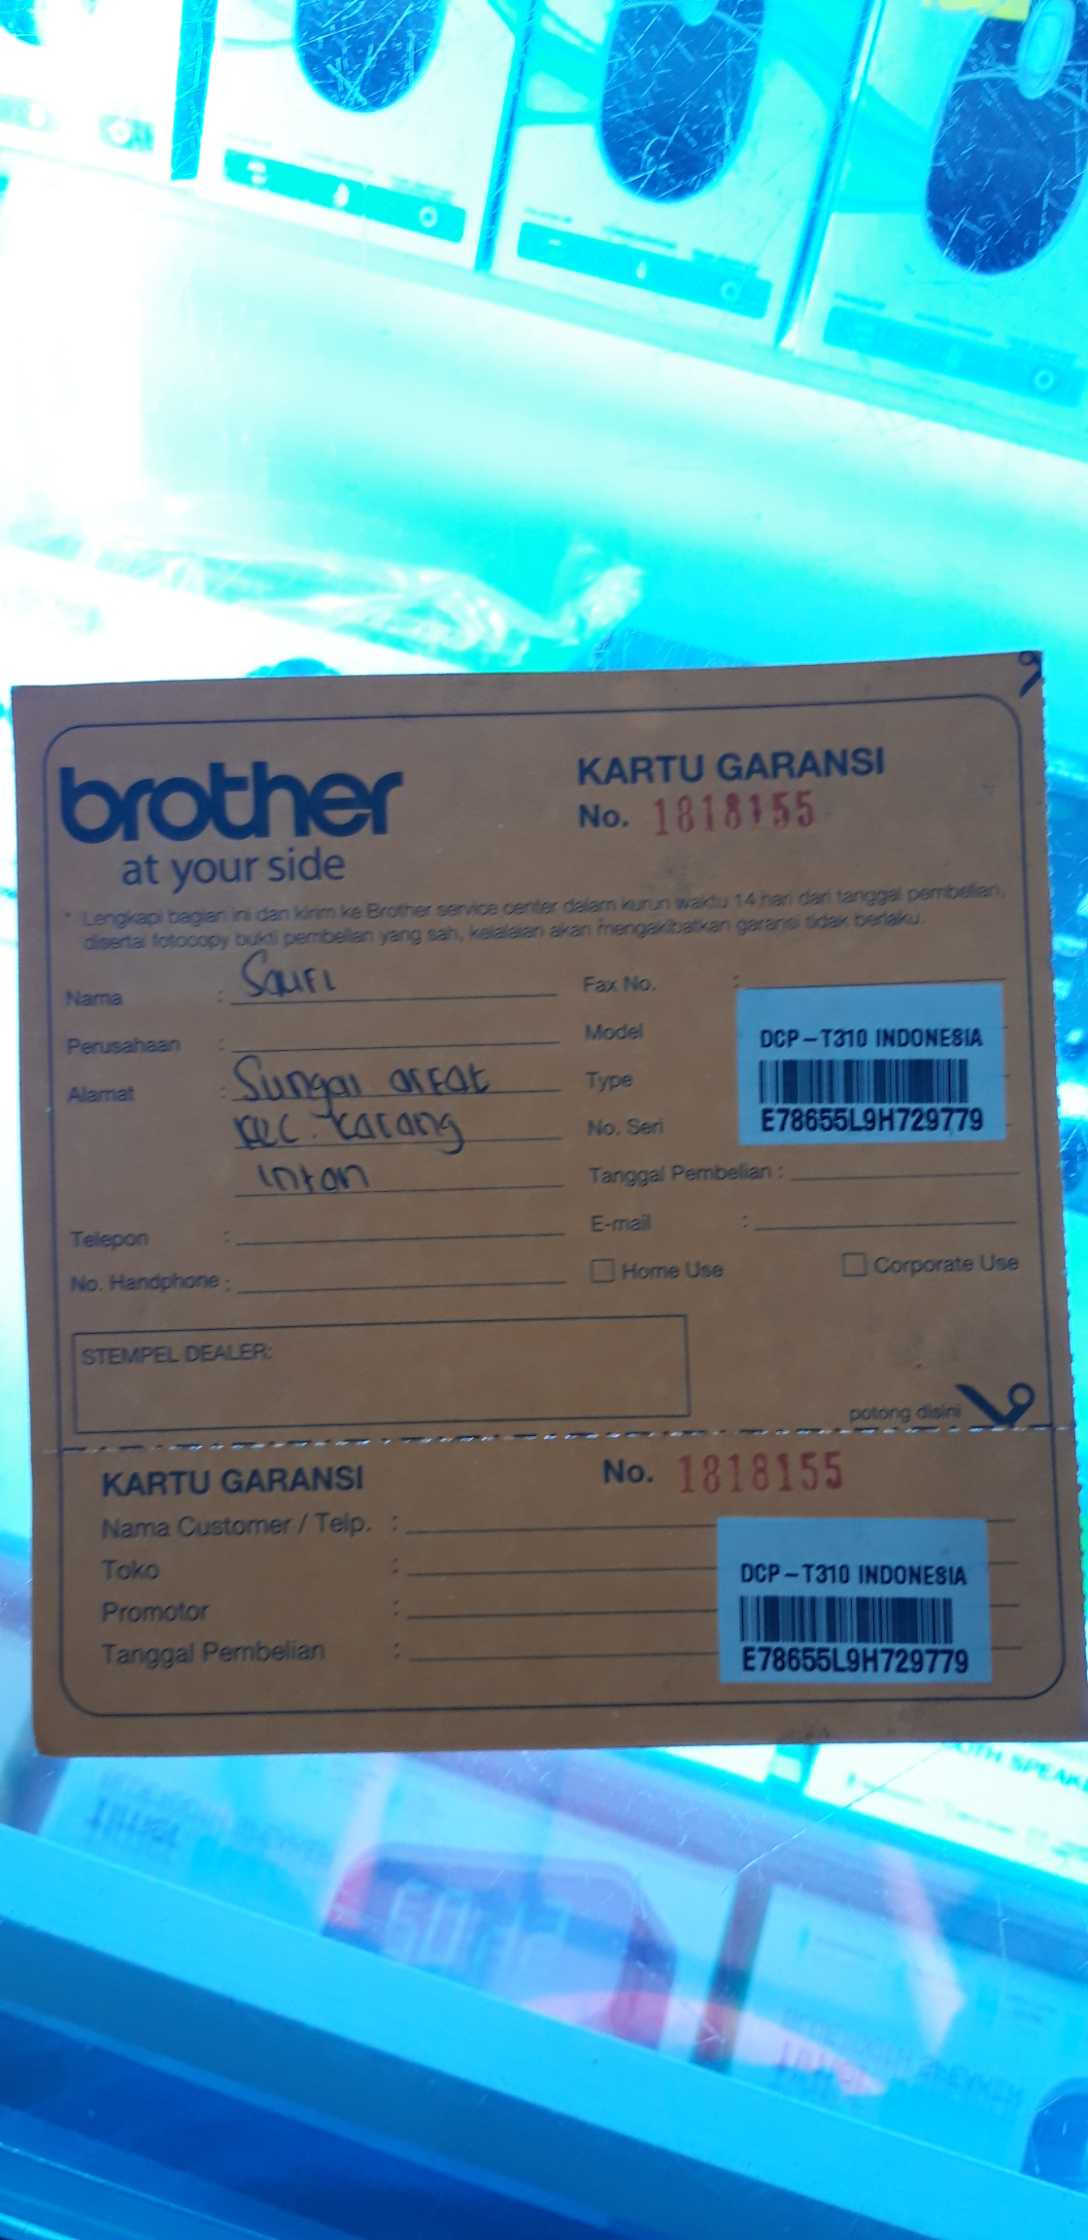 brother
at your side
KARTU GARANSI
No. 1818155
* Lengkapi bagian ini dan kirim ke Brother service center dalam kurun waktu 14 hari dari tanggal pembelian,
disertai fotocopy bukti pembelian yang sah, kelalaian akan mengakibatkan garansi tidak berlaku.
Nama : Sauri
Perusahaan :
Alamat : Sungai arfat
Kec. Karang
Intan
Telepon :
No. Handphone :
Fax No. :
Model
Type
No. Seri
DCP-T310 INDONESIA
E78655L9H729779
Tanggal Pembelian :
E-mail :
Home Use
Corporate Use
STEMPEL DEALER:
potong disini
KARTU GARANSI
No. 1818155
Nama Customer / Telp. :
Toko :
Promotor :
Tanggal Pembelian :
DCP-T310 INDONESIA
E78655L9H729779